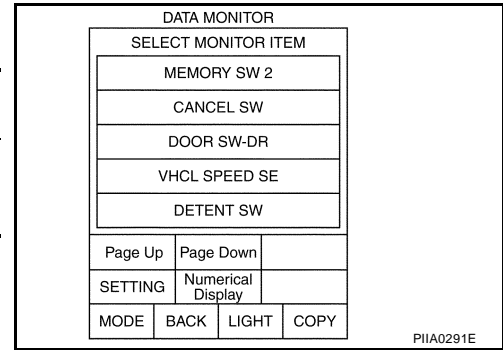 DATA MONITOR
SELECT MONITOR ITEM
MEMORY SW 2
CANCEL SW
DOOR SW-DR
VHCL SPEED SE
DETENT SW
Page Up Page Down
SETTING Numerical
Display
MODE BACK LIGHT COPY
PIIA0291E